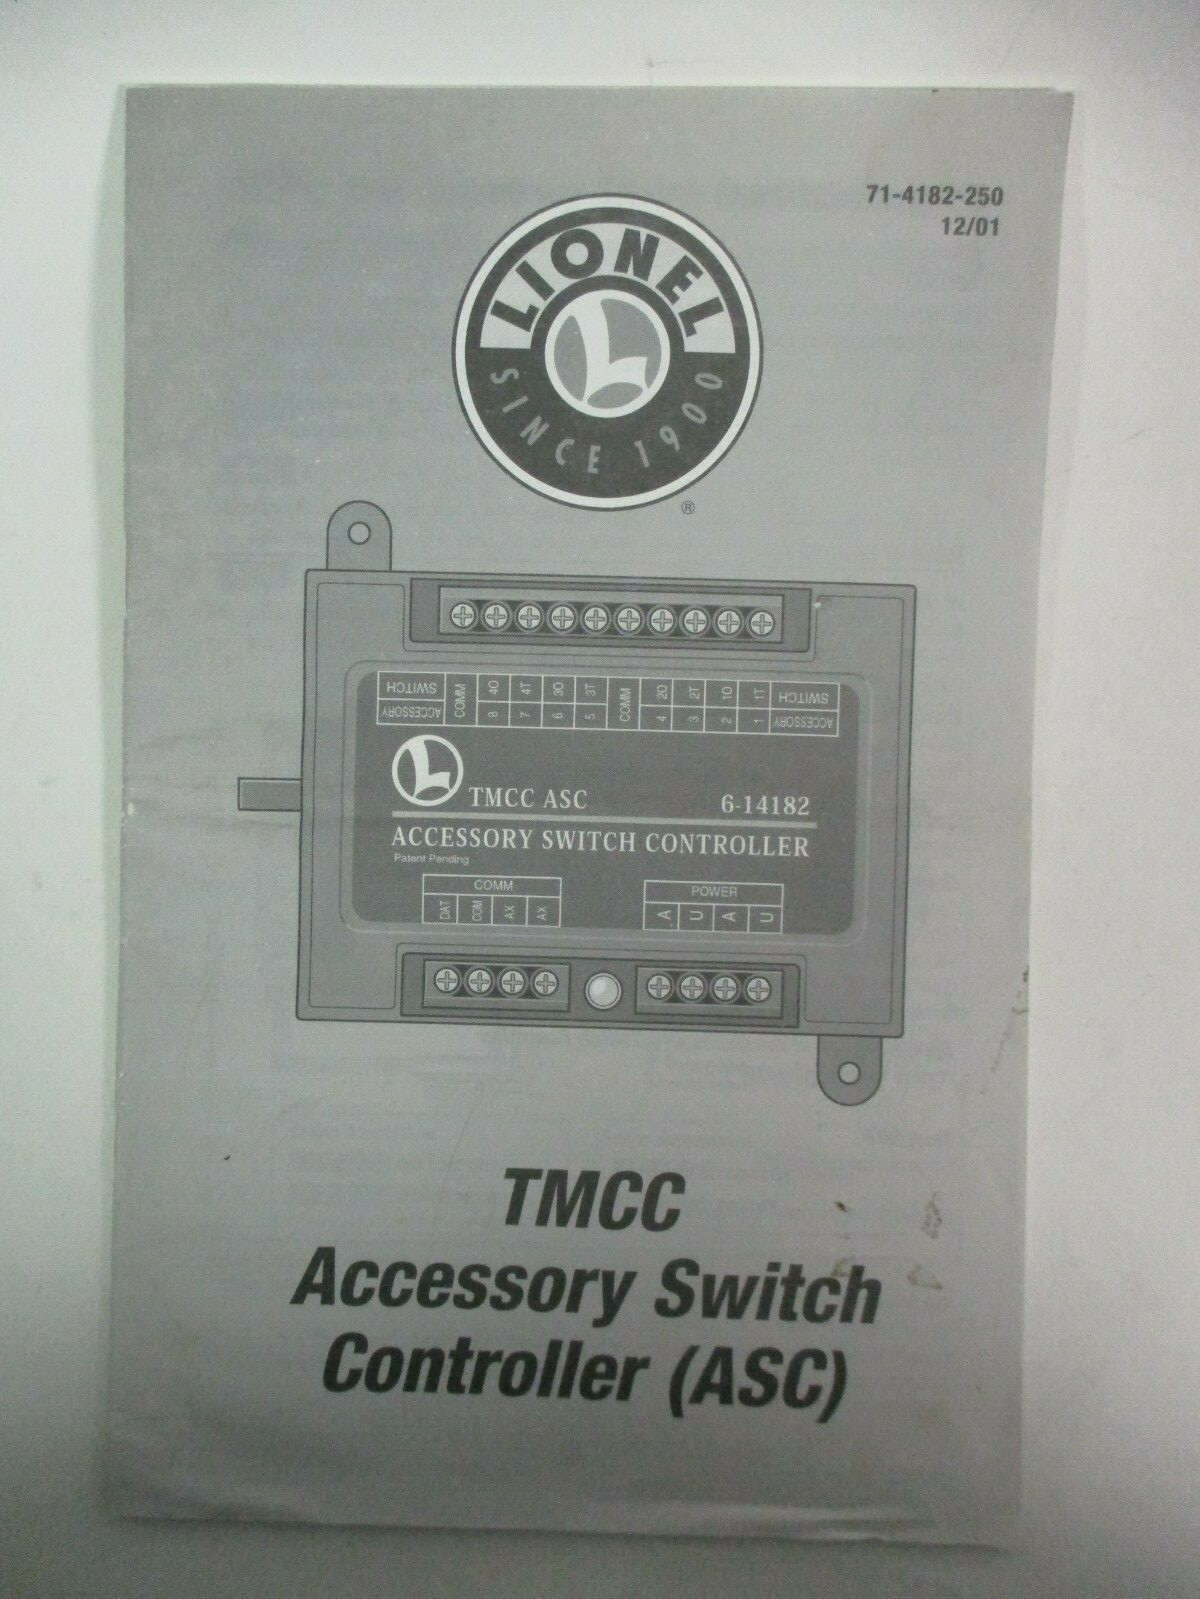 71-4182-250
12/01
LIONEL
SINCE 1900
®
SWITCH COMM 4O 4T 3O 3T COMM 2O 2T 1O 1T SWITCH
ACCESSORY 8 7 6 5 4 3 2 1 ACCESSORY
L
TMCC ASC 6-14182
ACCESSORY SWITCH CONTROLLER
Patent Pending
COMM
DAT COM AX AX
POWER
A U A U
TMCC
Accessory Switch
Controller (ASC)